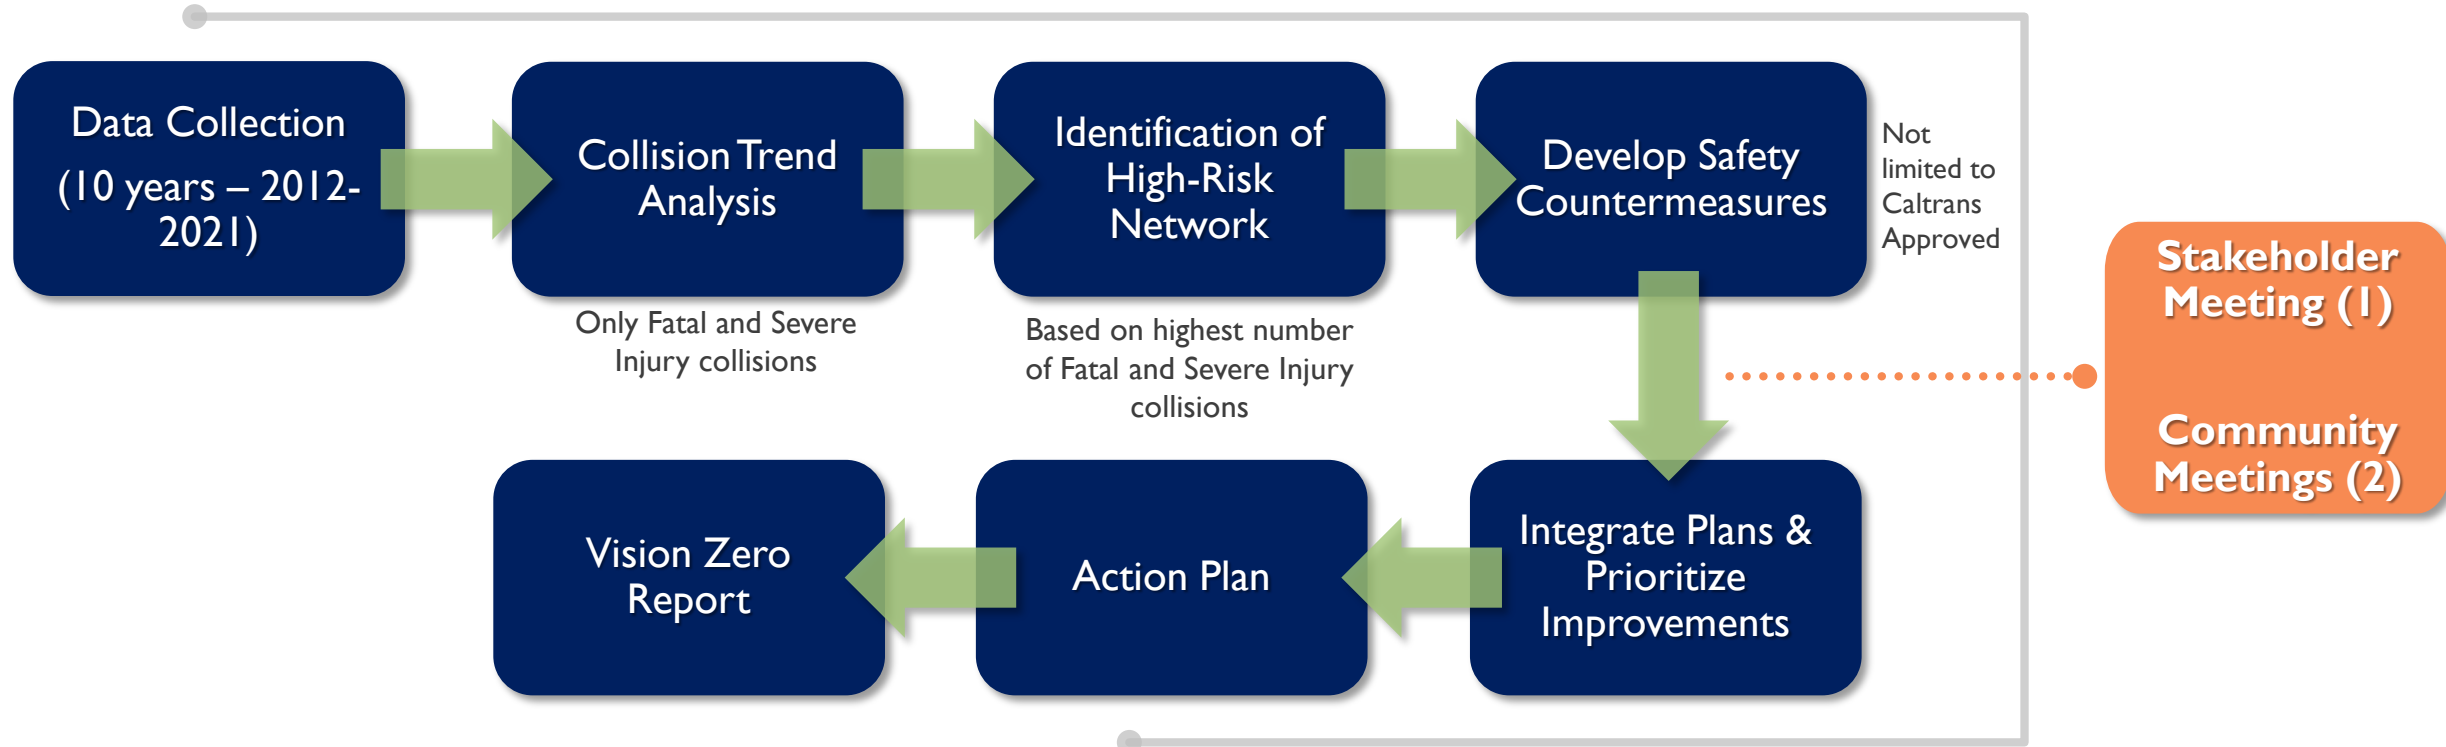 Data Collection
(10 years – 2012-
2021)
Collision Trend
Analysis
Only Fatal and Severe
Injury collisions
Identification of
High-Risk
Network
Based on highest number
of Fatal and Severe Injury
collisions
Develop Safety
Countermeasures
Not
limited to
Caltrans
Approved
Stakeholder
Meeting (1)
Community
Meetings (2)
Integrate Plans &
Prioritize
Improvements
Action Plan
Vision Zero
Report